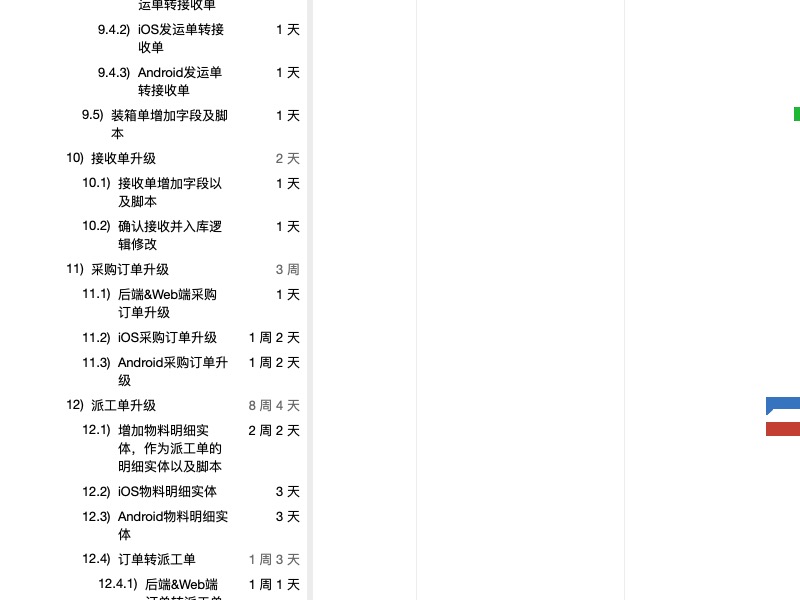 运单转接收单
9.4.2) iOS发运单转接 1 天
收单
9.4.3) Android发运单 1 天
转接收单
9.5) 装箱单增加字段及脚 1 天
本
10) 接收单升级 2 天
10.1) 接收单增加字段以 1 天
及脚本
10.2) 确认接收并入库逻 1 天
辑修改
11) 采购订单升级 3 周
11.1) 后端&Web端采购 1 天
订单升级
11.2) iOS采购订单升级 1 周 2 天
11.3) Android采购订单升 1 周 2 天
级
12) 派工单升级 8 周 4 天
12.1) 增加物料明细实 2 周 2 天
体，作为派工单的
明细实体以及脚本
12.2) iOS物料明细实体 3 天
12.3) Android物料明细实 3 天
体
12.4) 订单转派工单 1 周 3 天
12.4.1) 后端&Web端 1 周 1 天
订单转派工单